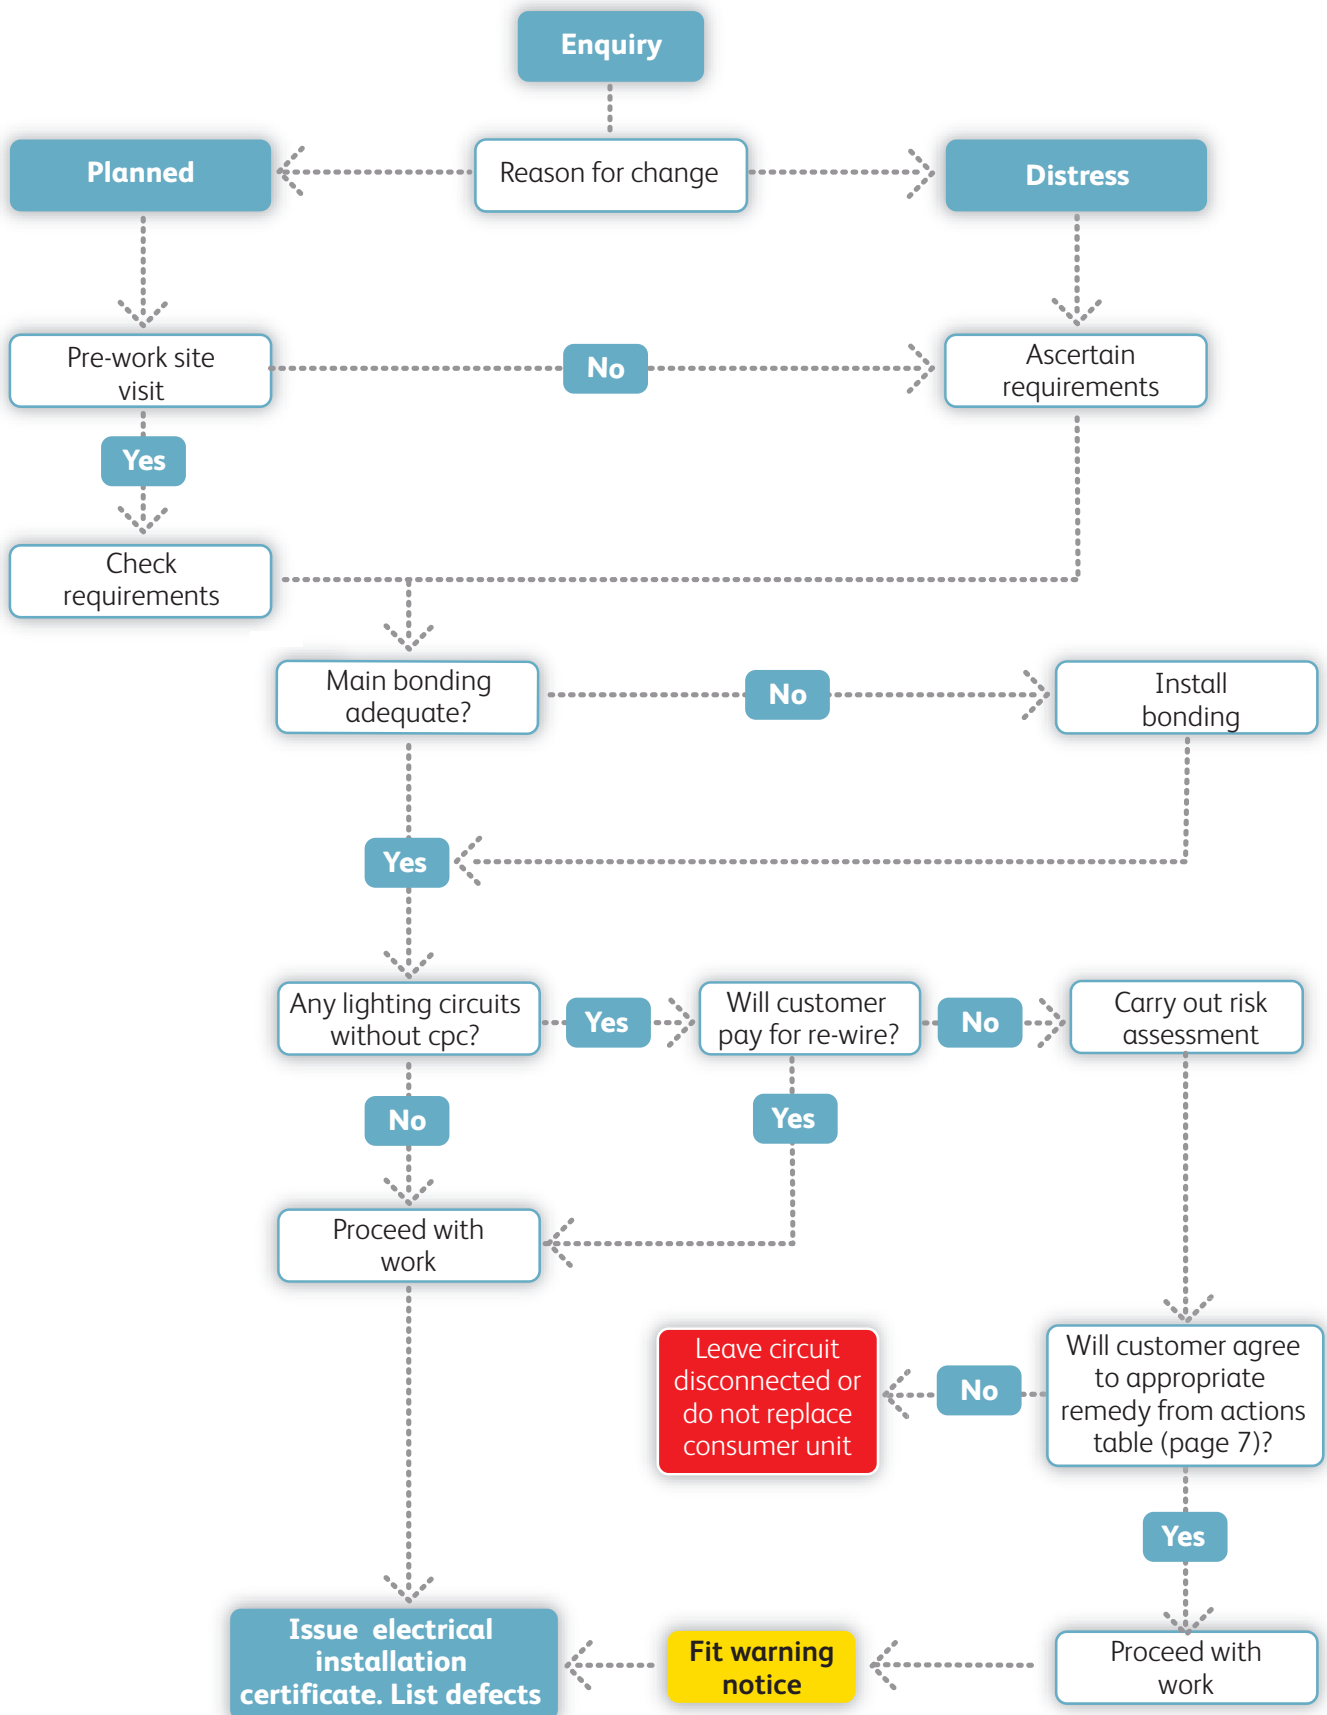 Enquiry
Planned
Reason for change
Distress
Pre-work site
visit
No
Ascertain
requirements
Yes
Check
requirements
Main bonding
adequate?
No
Install
bonding
Yes
Any lighting circuits
without cpc?
Yes
Will customer
pay for re-wire?
No
Carry out risk
assessment
No
Yes
Proceed with
work
Leave circuit
disconnected or
do not replace
consumer unit
No
Will customer agree
to appropriate
remedy from actions
table (page 7)?
Yes
Issue electrical
installation
certificate. List defects
Fit warning
notice
Proceed with
work